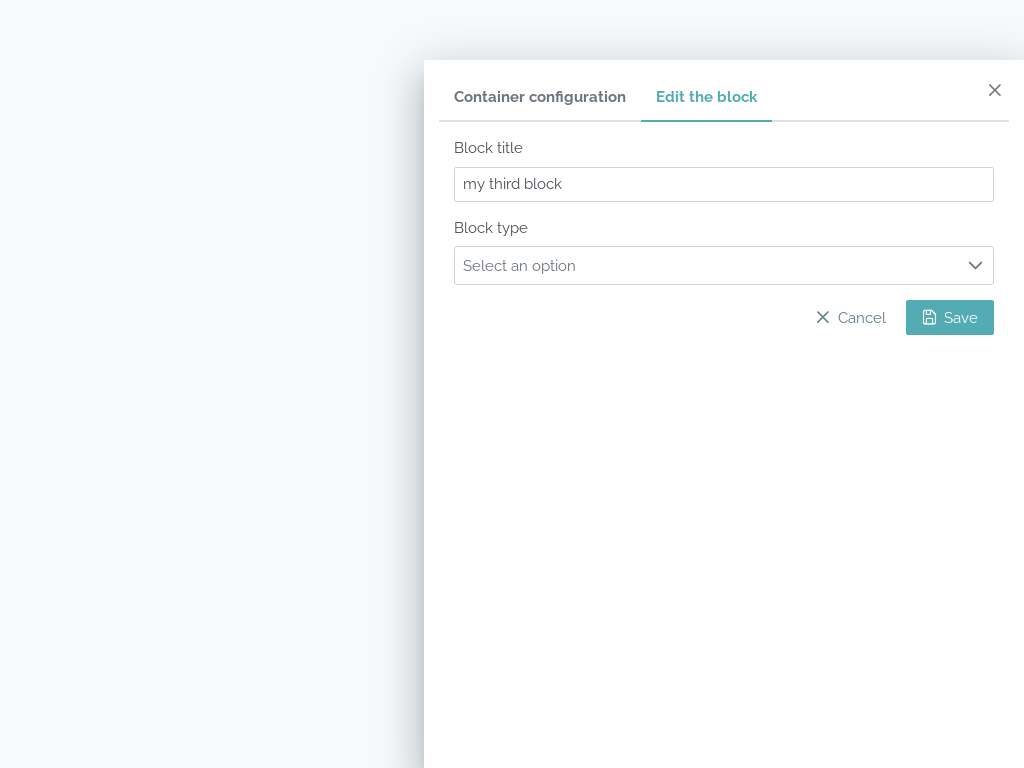 Container configuration
Edit the block
Block title
my third block
Block type
Select an option
Cancel
Save